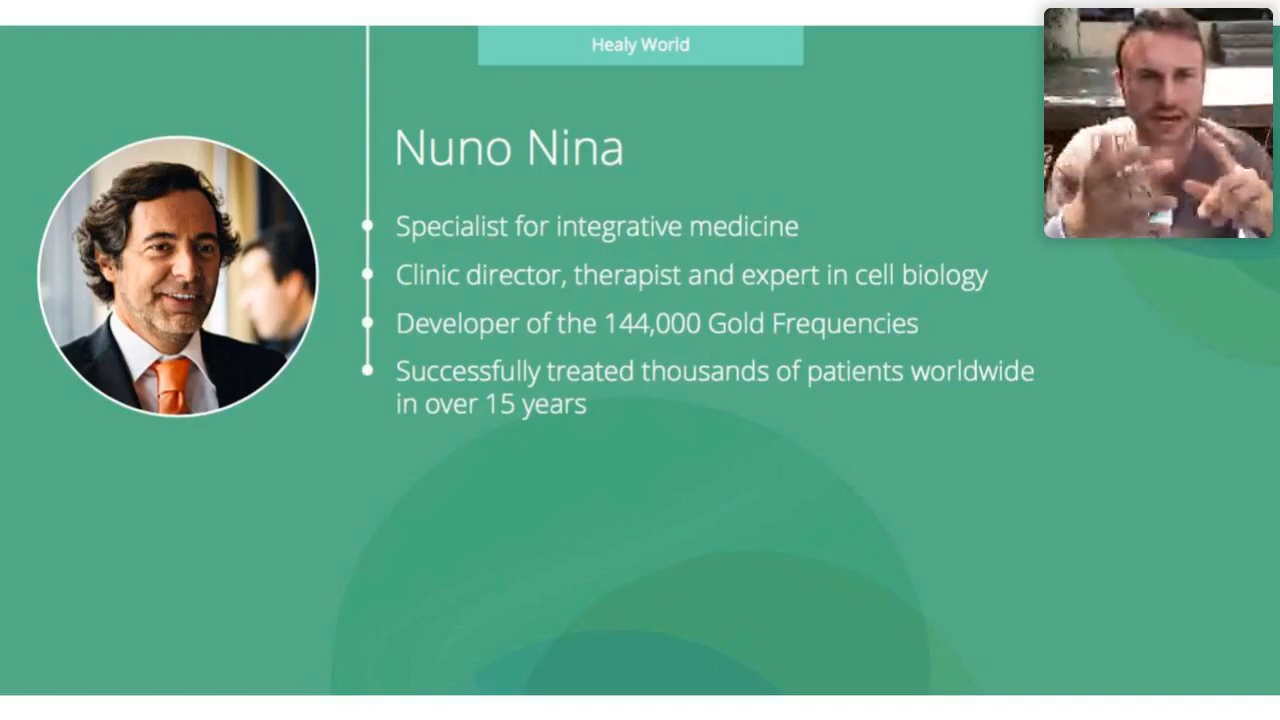 Healy World
Nuno Nina
Specialist for integrative medicine
Clinic director, therapist and expert in cell biology
Developer of the 144,000 Gold Frequencies
Successfully treated thousands of patients worldwide
in over 15 years